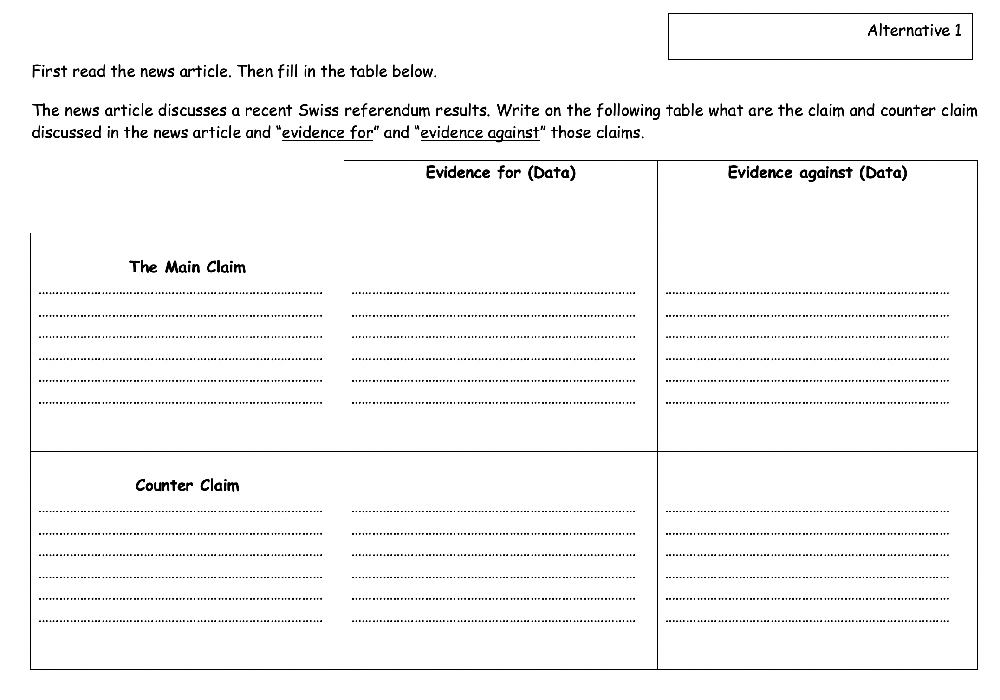 Alternative 1
First read the news article. Then fill in the table below.
The news article discusses a recent Swiss referendum results. Write on the following table what are the claim and counter claim
discussed in the news article and “evidence for” and “evidence against” those claims.
Evidence for (Data)
Evidence against (Data)
The Main Claim
Counter Claim